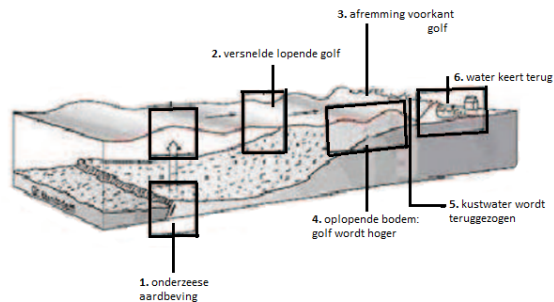 3. afremming voorkant
golf
2. versnelde lopende golf
6. water keert terug
5. kustwater wordt
teruggezogen
4. oplopende bodem:
golf wordt hoger
1. onderzeese
aardbeving